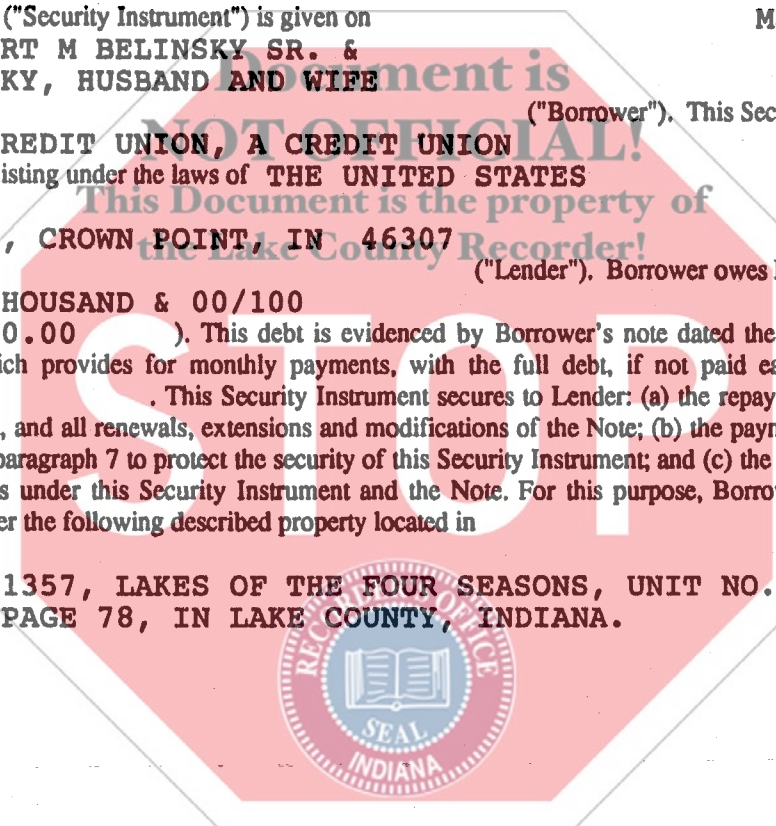 ("Security Instrument") is given on M
RT M BELINSKY SR. &
KY, HUSBAND AND WIFE
("Borrower"). This Sec
REDIT UNION, A CREDIT UNION
isting under the laws of THE UNITED STATES
, CROWN POINT, IN 46307
("Lender"). Borrower owes
HOUSAND & 00/100
0.00 ). This debt is evidenced by Borrower's note dated the
ich provides for monthly payments, with the full debt, if not paid ea
. This Security Instrument secures to Lender: (a) the repay
, and all renewals, extensions and modifications of the Note; (b) the payn
paragraph 7 to protect the security of this Security Instrument; and (c) the
s under this Security Instrument and the Note. For this purpose, Borro
er the following described property located in
1357, LAKES OF THE FOUR SEASONS, UNIT NO.
PAGE 78, IN LAKE COUNTY, INDIANA.
Document is
NOT OFFICIAL!
This Document is the property of
the Lake County Recorder!
STOP
RECORDER'S OFFICE
SEAL
INDIANA